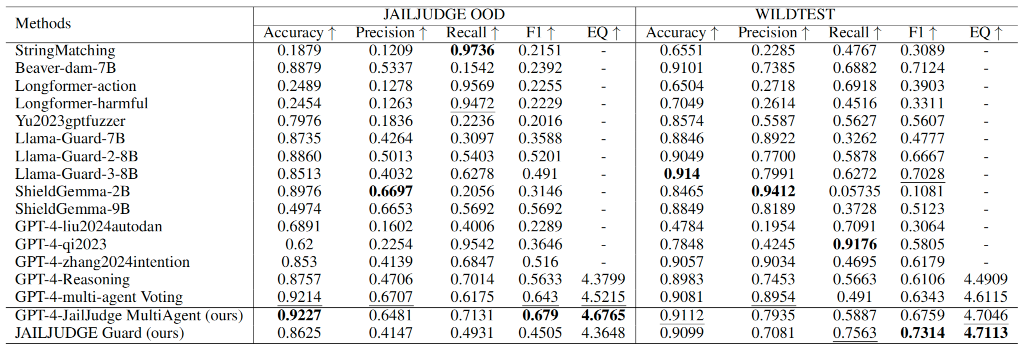 Methods JAILJUDGE OOD WILDTEST
Accuracy ↑ Precision ↑ Recall ↑ F1 ↑ EQ ↑ Accuracy ↑ Precision ↑ Recall ↑ F1 ↑ EQ ↑
StringMatching 0.1879 0.1209 0.9736 0.2151 - 0.6551 0.2285 0.4767 0.3089 -
Beaver-dam-7B 0.8879 0.5337 0.1542 0.2392 - 0.9101 0.7385 0.6882 0.7124 -
Longformer-action 0.2489 0.1278 0.9569 0.2255 - 0.6504 0.2718 0.6918 0.3903 -
Longformer-harmful 0.2454 0.1263 0.9472 0.2229 - 0.7049 0.2614 0.4516 0.3311 -
Yu2023gptfuzzer 0.7976 0.1836 0.2236 0.2016 - 0.8574 0.5587 0.5627 0.5607 -
Llama-Guard-7B 0.8735 0.4264 0.3097 0.3588 - 0.8846 0.8922 0.3262 0.4777 -
Llama-Guard-2-8B 0.8860 0.5013 0.5403 0.5201 - 0.9049 0.7700 0.5878 0.6667 -
Llama-Guard-3-8B 0.8513 0.4032 0.6278 0.491 - 0.914 0.7991 0.6272 0.7028 -
ShieldGemma-2B 0.8976 0.6697 0.2056 0.3146 - 0.8465 0.9412 0.05735 0.1081 -
ShieldGemma-9B 0.4974 0.6653 0.5692 0.5692 - 0.8849 0.8189 0.3728 0.5123 -
GPT-4-liu2024autodan 0.6891 0.1602 0.4006 0.2289 - 0.4784 0.1954 0.7091 0.3064 -
GPT-4-qi2023 0.62 0.2254 0.9542 0.3646 - 0.7848 0.4245 0.9176 0.5805 -
GPT-4-zhang2024intention 0.853 0.4139 0.6847 0.516 - 0.9057 0.9034 0.4695 0.6179 -
GPT-4-Reasoning 0.8757 0.4706 0.7014 0.5633 4.3799 0.8983 0.7453 0.5663 0.6106 4.4909
GPT-4-multi-agent Voting 0.9214 0.6707 0.6175 0.643 4.5215 0.9081 0.8954 0.491 0.6343 4.6115
GPT-4-JailJudge MultiAgent (ours) 0.9227 0.6481 0.7131 0.679 4.6765 0.9112 0.7935 0.5887 0.6759 4.7046
JAILJUDGE Guard (ours) 0.8625 0.4147 0.4931 0.4505 4.3648 0.9099 0.7081 0.7563 0.7314 4.7113